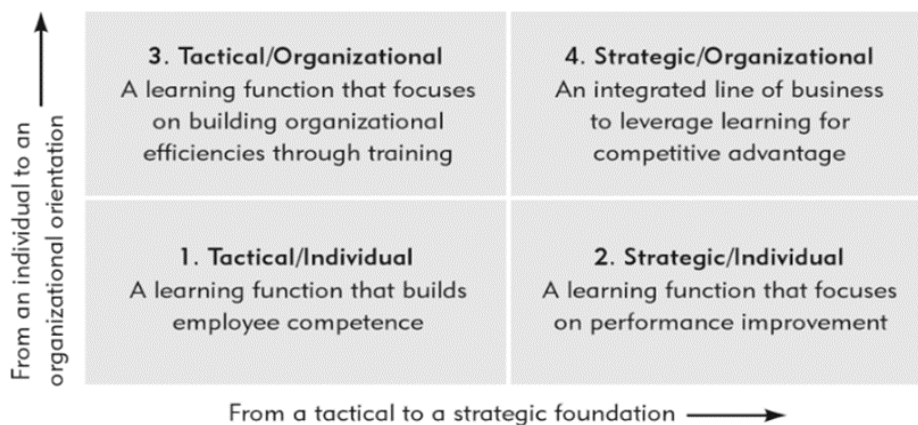 3. Tactical/Organizational
A learning function that focuses
on building organizational
efficiencies through training
4. Strategic/Organizational
An integrated line of business
to leverage learning for
competitive advantage
1. Tactical/Individual
A learning function that builds
employee competence
2. Strategic/Individual
A learning function that focuses
on performance improvement
From an individual to an
organizational orientation
From a tactical to a strategic foundation